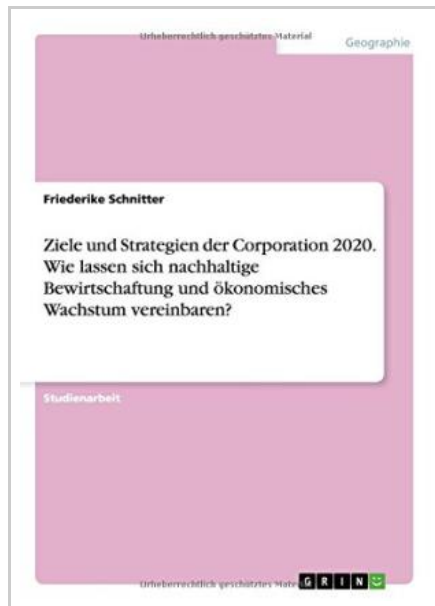 Urheberrechtlich geschütztes Material
Geographie
Friederike Schnitter
Ziele und Strategien der Corporation 2020.
Wie lassen sich nachhaltige
Bewirtschaftung und ökonomisches
Wachstum vereinbaren?
Studienarbeit
Urheberrechtlich geschütztes Mate
GRIN